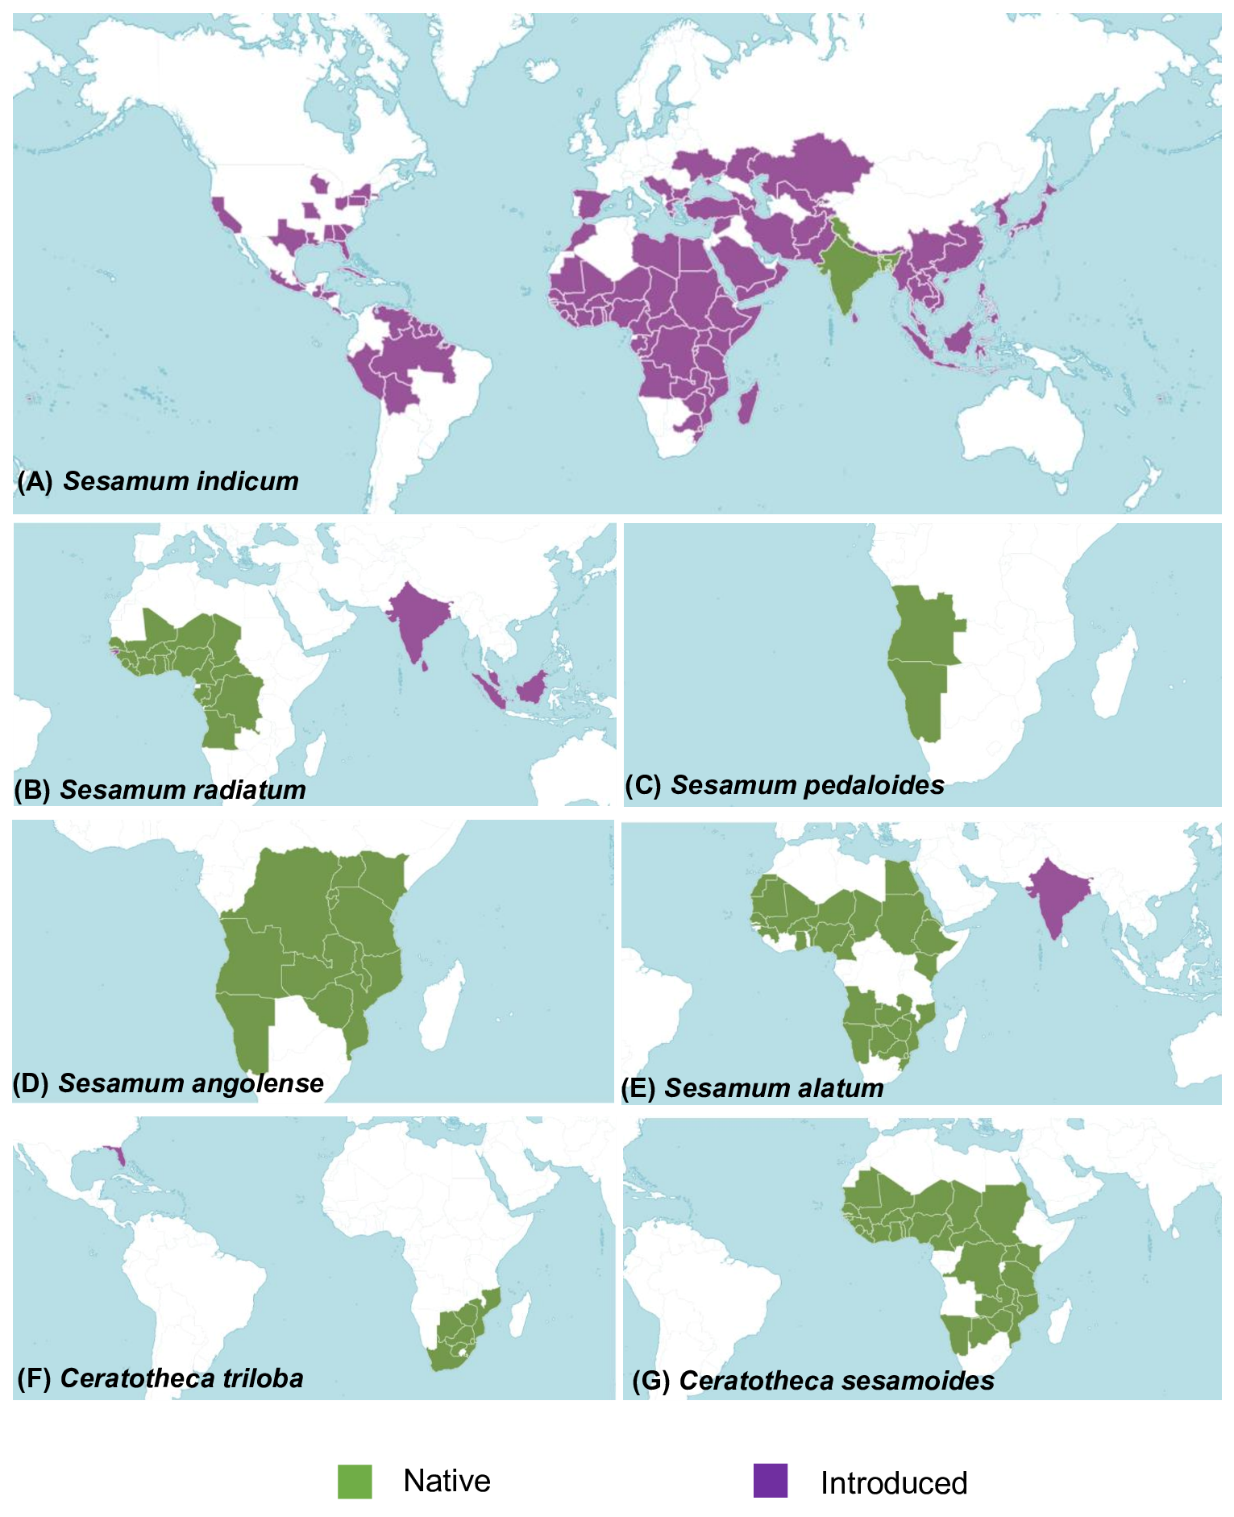 (A) Sesamum indicum
(B) Sesamum radiatum
(C) Sesamum pedaloides
(D) Sesamum angolense
(E) Sesamum alatum
(F) Ceratotheca triloba
(G) Ceratotheca sesamoides
Native
Introduced